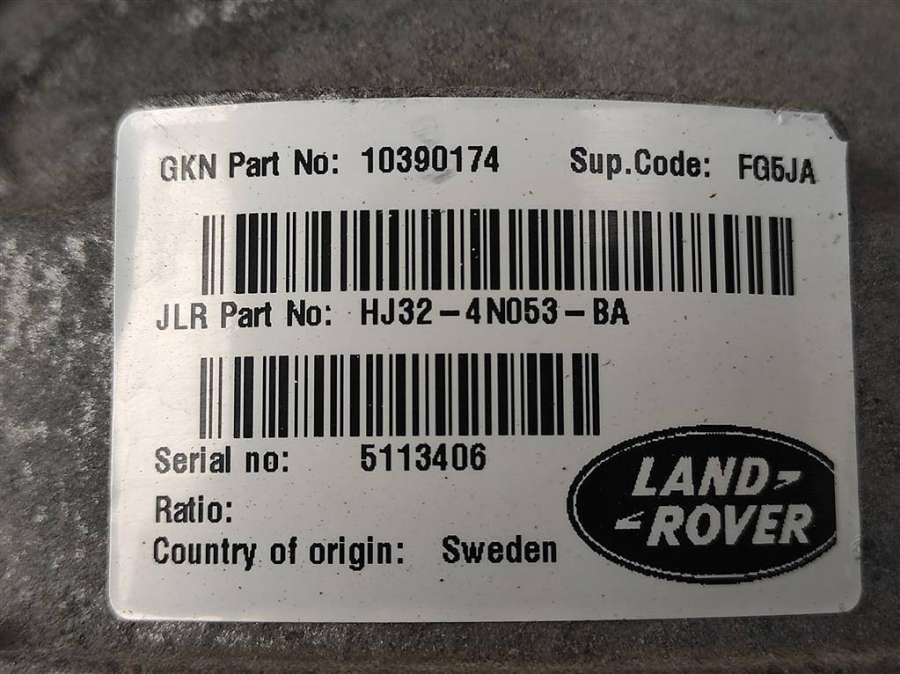 GKN Part No: 10390174 Sup.Code: FG5JA
JLR Part No: HJ32-4N053-BA
Serial no: 5113406
Ratio:
Country of origin: Sweden
LAND
ROVER